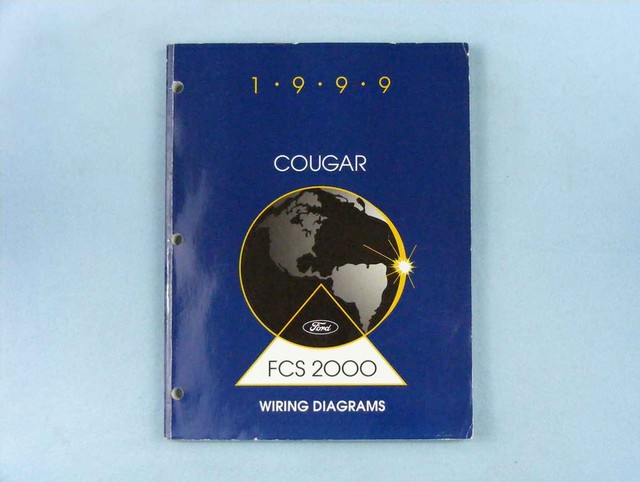 1·9·9·9
COUGAR
Ford
FCS 2000
WIRING DIAGRAMS